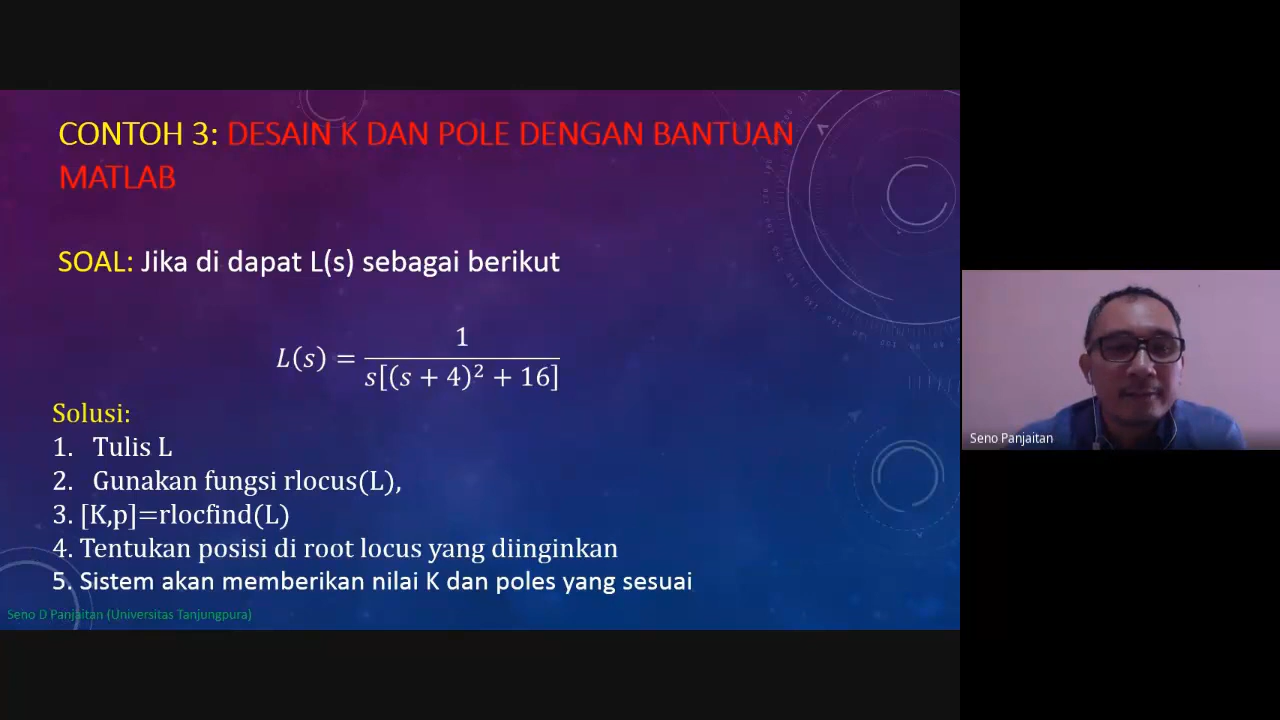 CONTOH 3: DESAIN K DAN POLE DENGAN BANTUAN
MATLAB
SOAL: Jika di dapat L(s) sebagai berikut
L(s) = 1 / s[(s + 4)² + 16]
Solusi:
1. Tulis L
2. Gunakan fungsi rlocus(L),
3. [K,p]=rlocfind(L)
4. Tentukan posisi di root locus yang diinginkan
5. Sistem akan memberikan nilai K dan poles yang sesuai
Seno D Panjaitan (Universitas Tanjungpura)
Seno Panjaitan